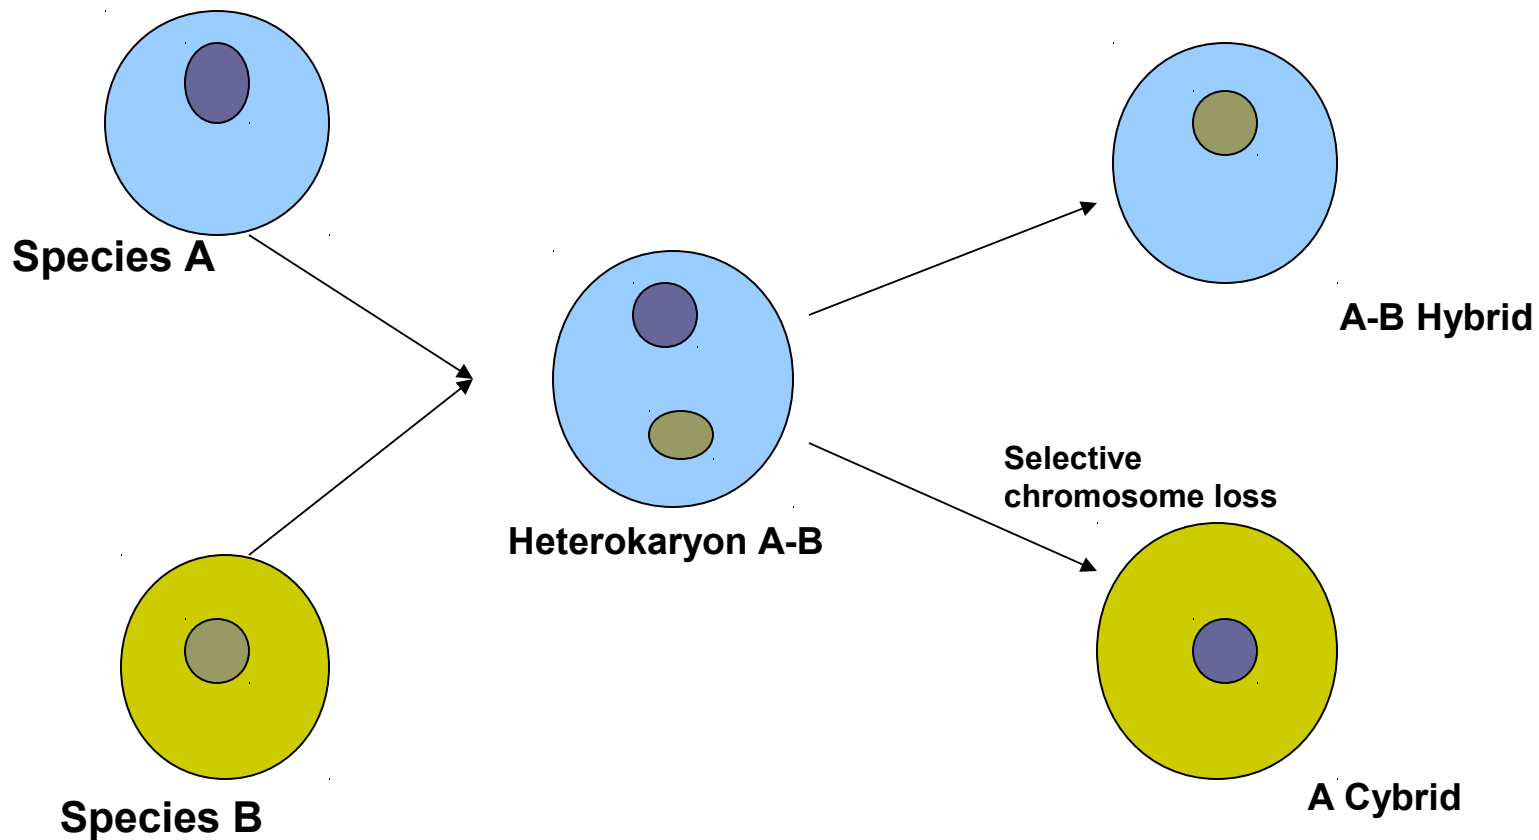 Species A
A-B Hybrid
Selective
chromosome loss
Heterokaryon A-B
A Cybrid
Species B